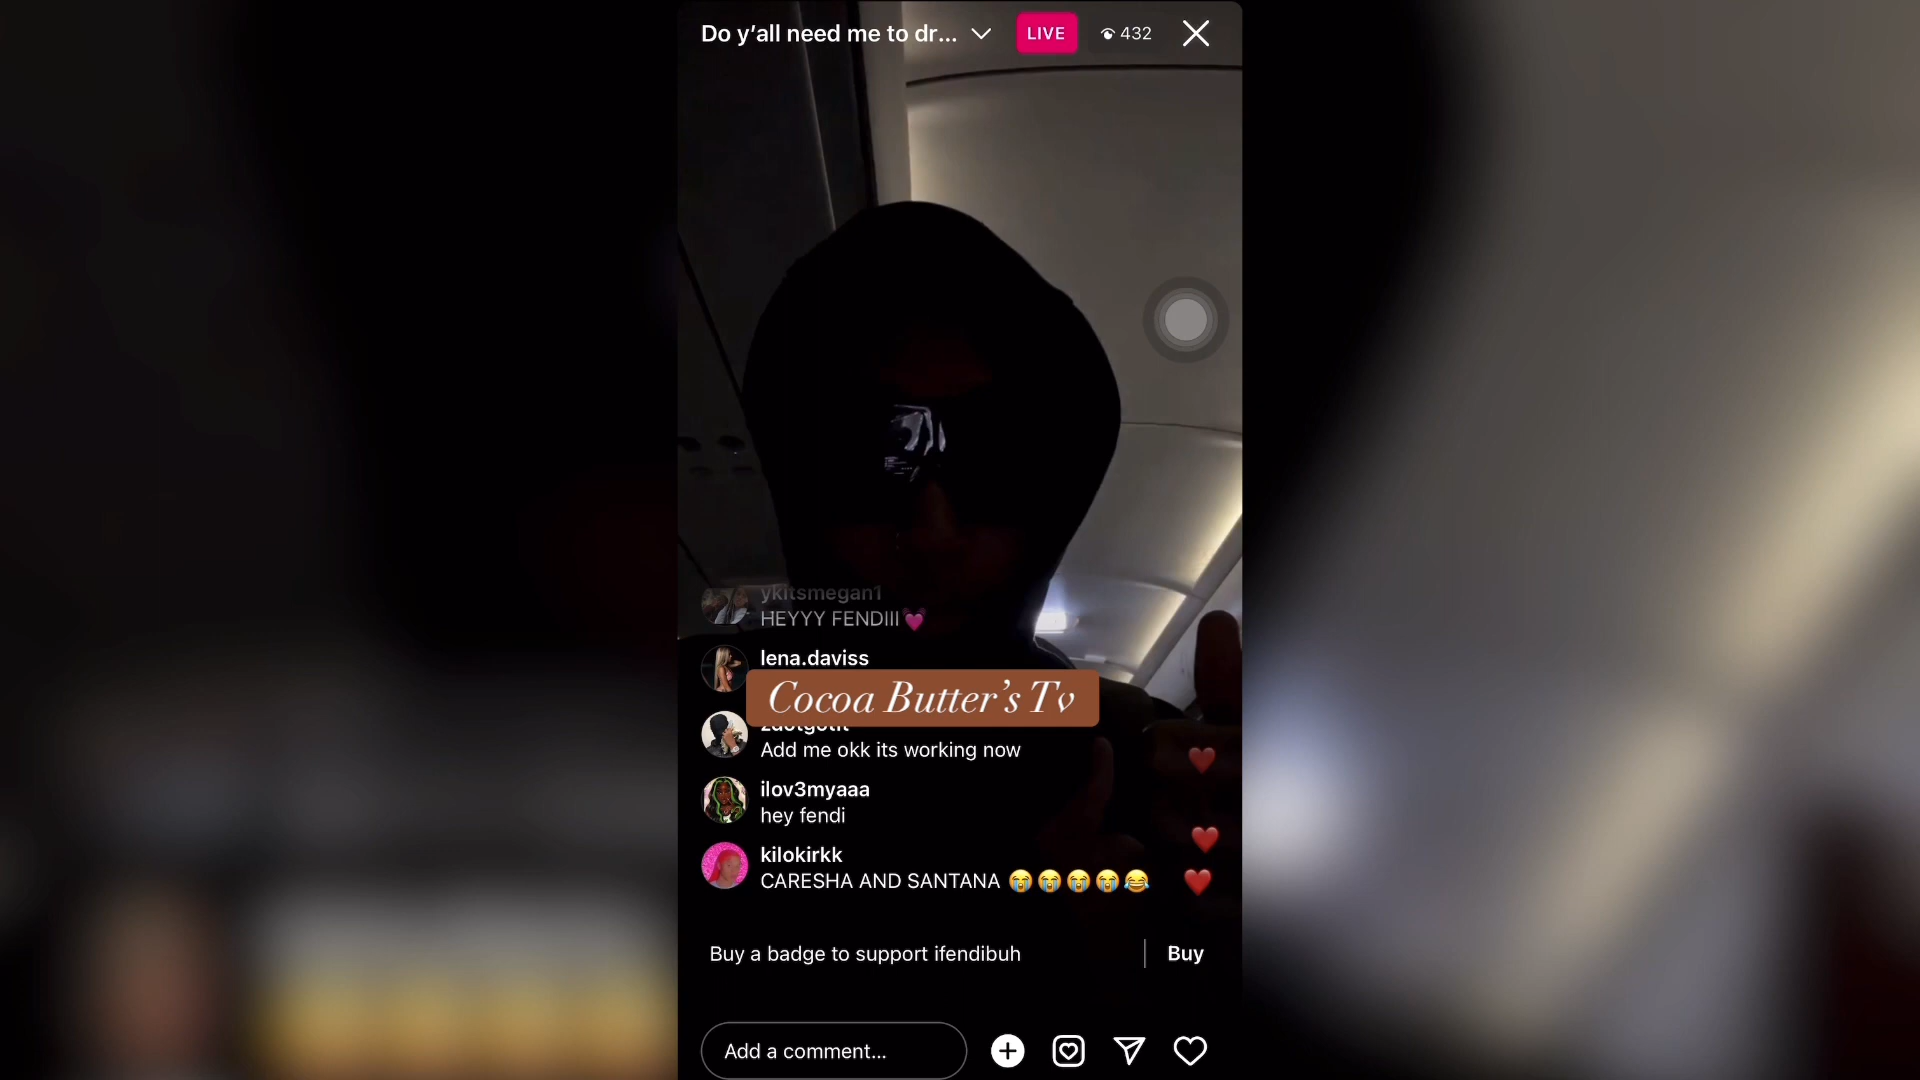 Do y’all need me to dr...
LIVE
432
ykitsmegan1
HEYYY FENDIII💓
lena.daviss
Cocoa Butter’s Tv
Add me okk its working now
ilov3myaaa
hey fendi
kilokirkk
CARESHA AND SANTANA 😭😭😭😭😂
Buy a badge to support ifendibuh
Buy
Add a comment...